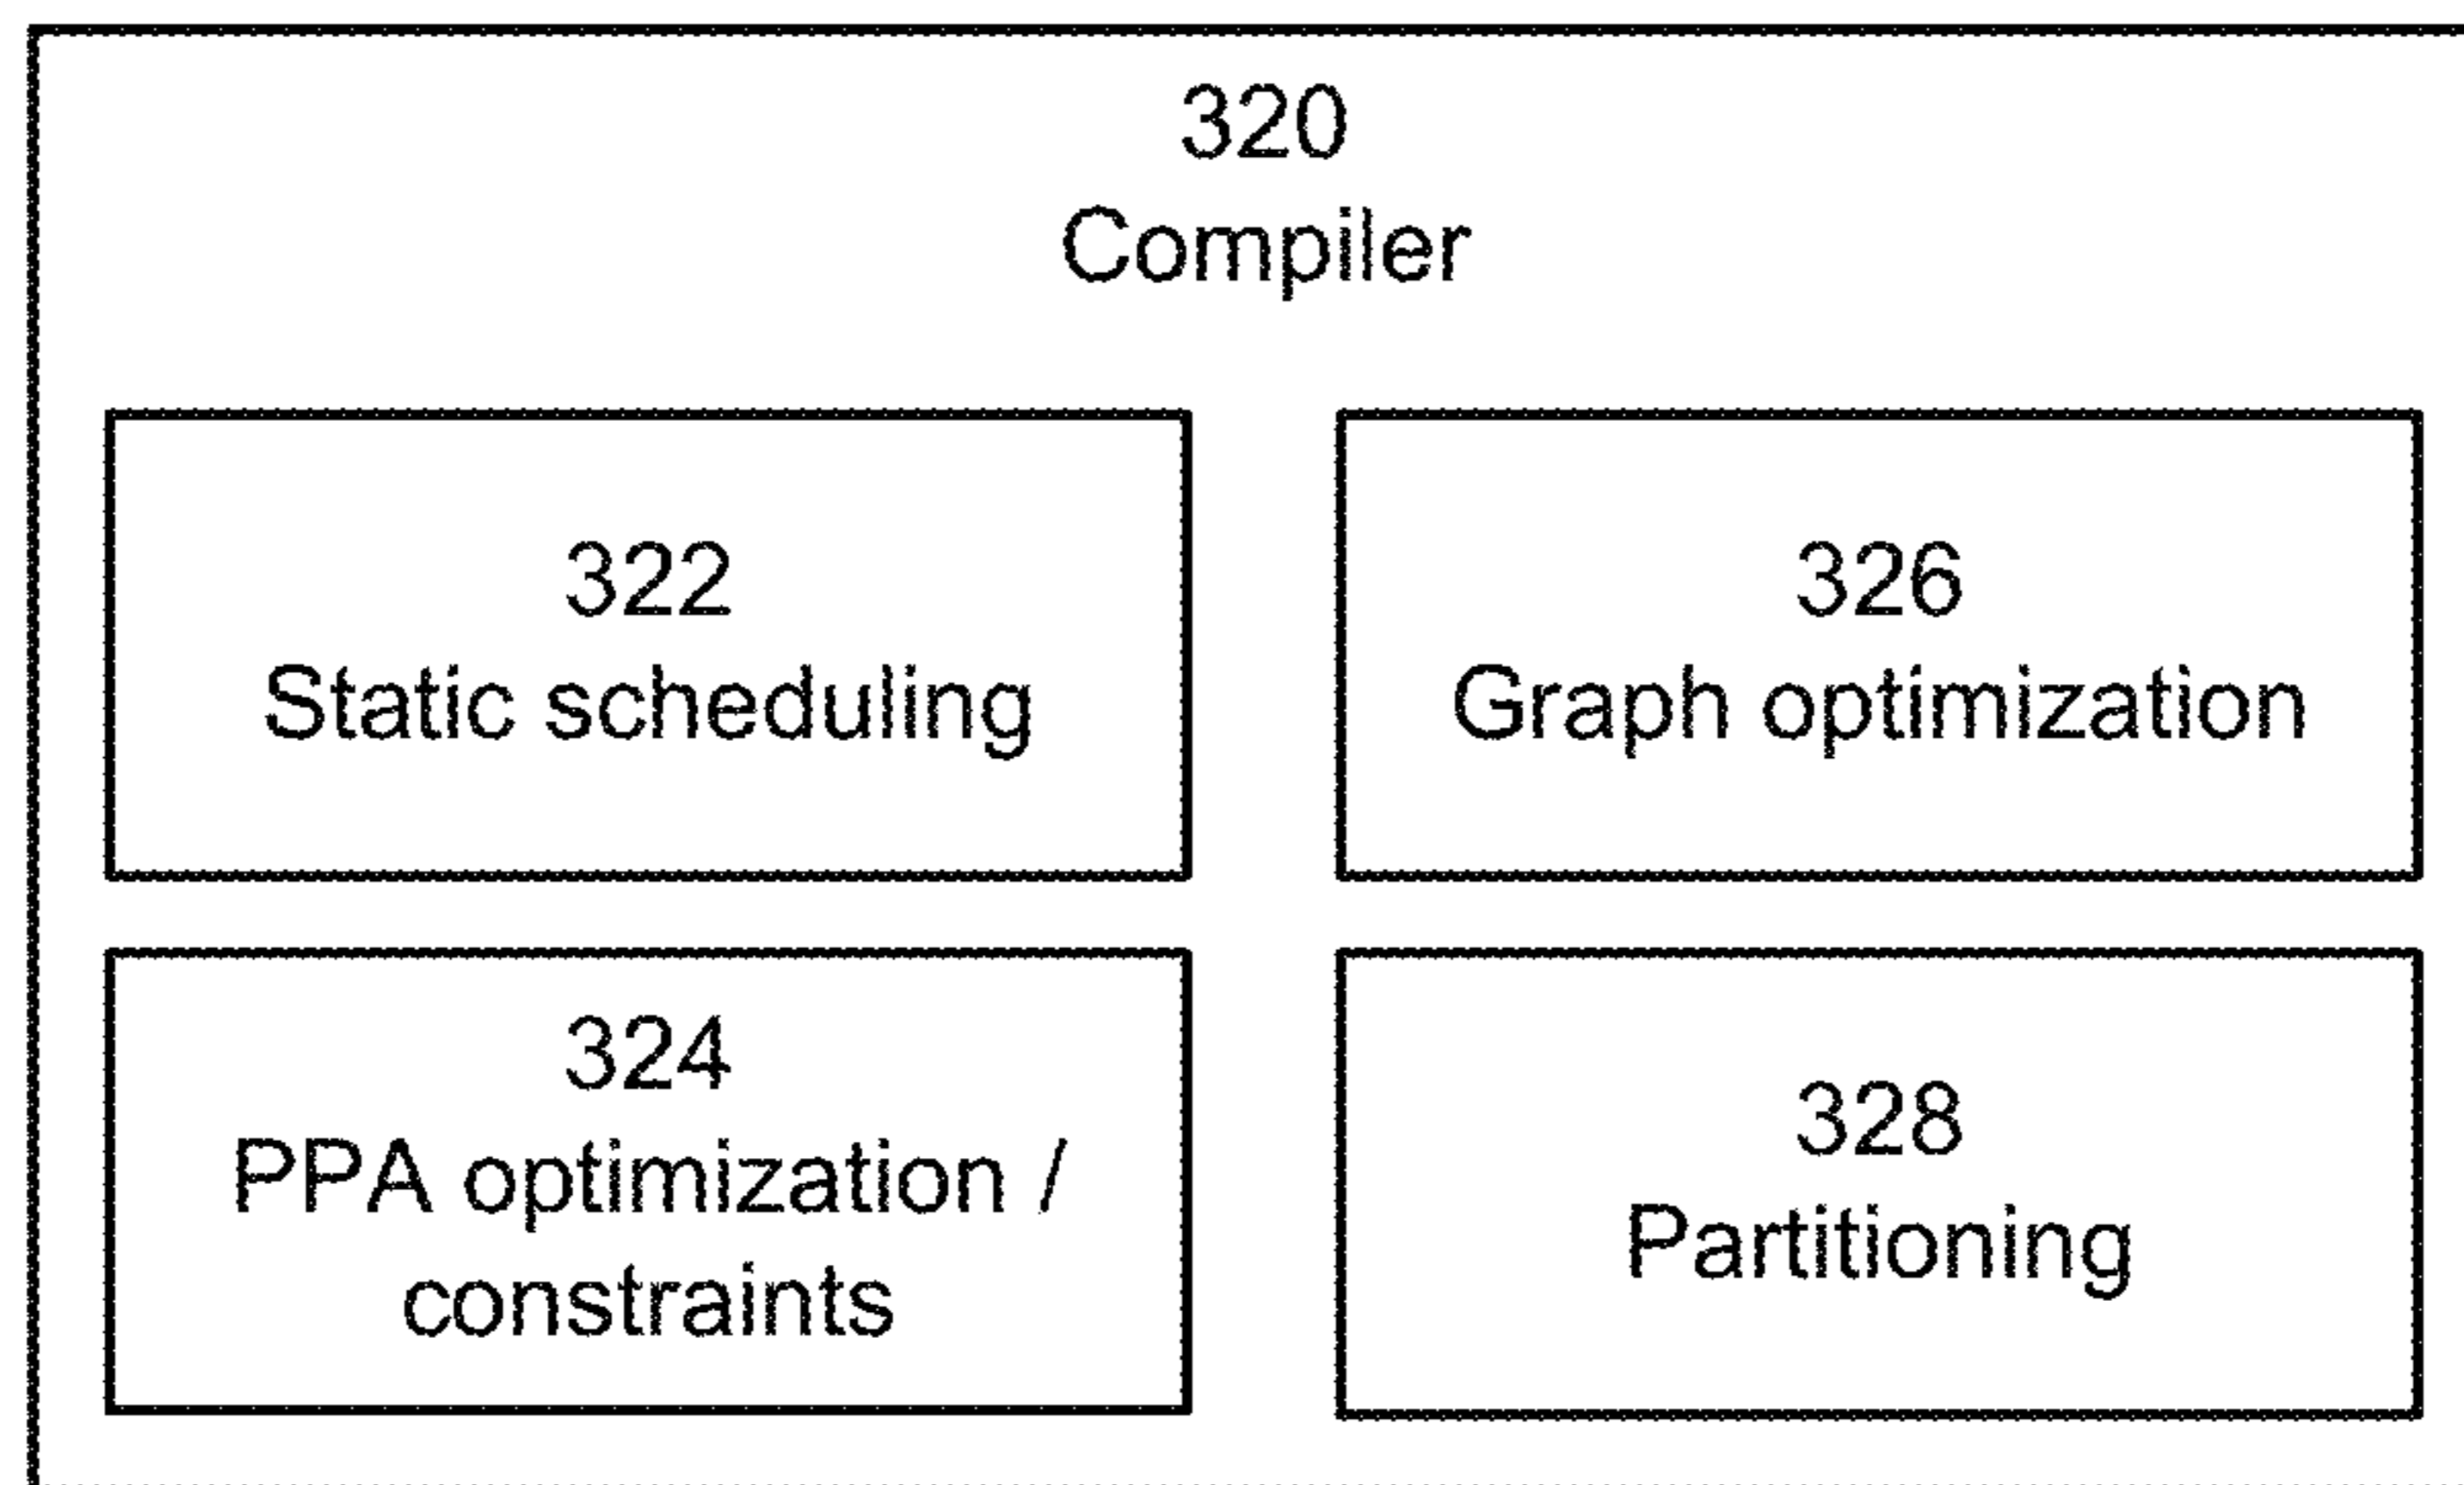 320
Compiler
322
Static scheduling
326
Graph optimization
324
PPA optimization /
constraints
328
Partitioning